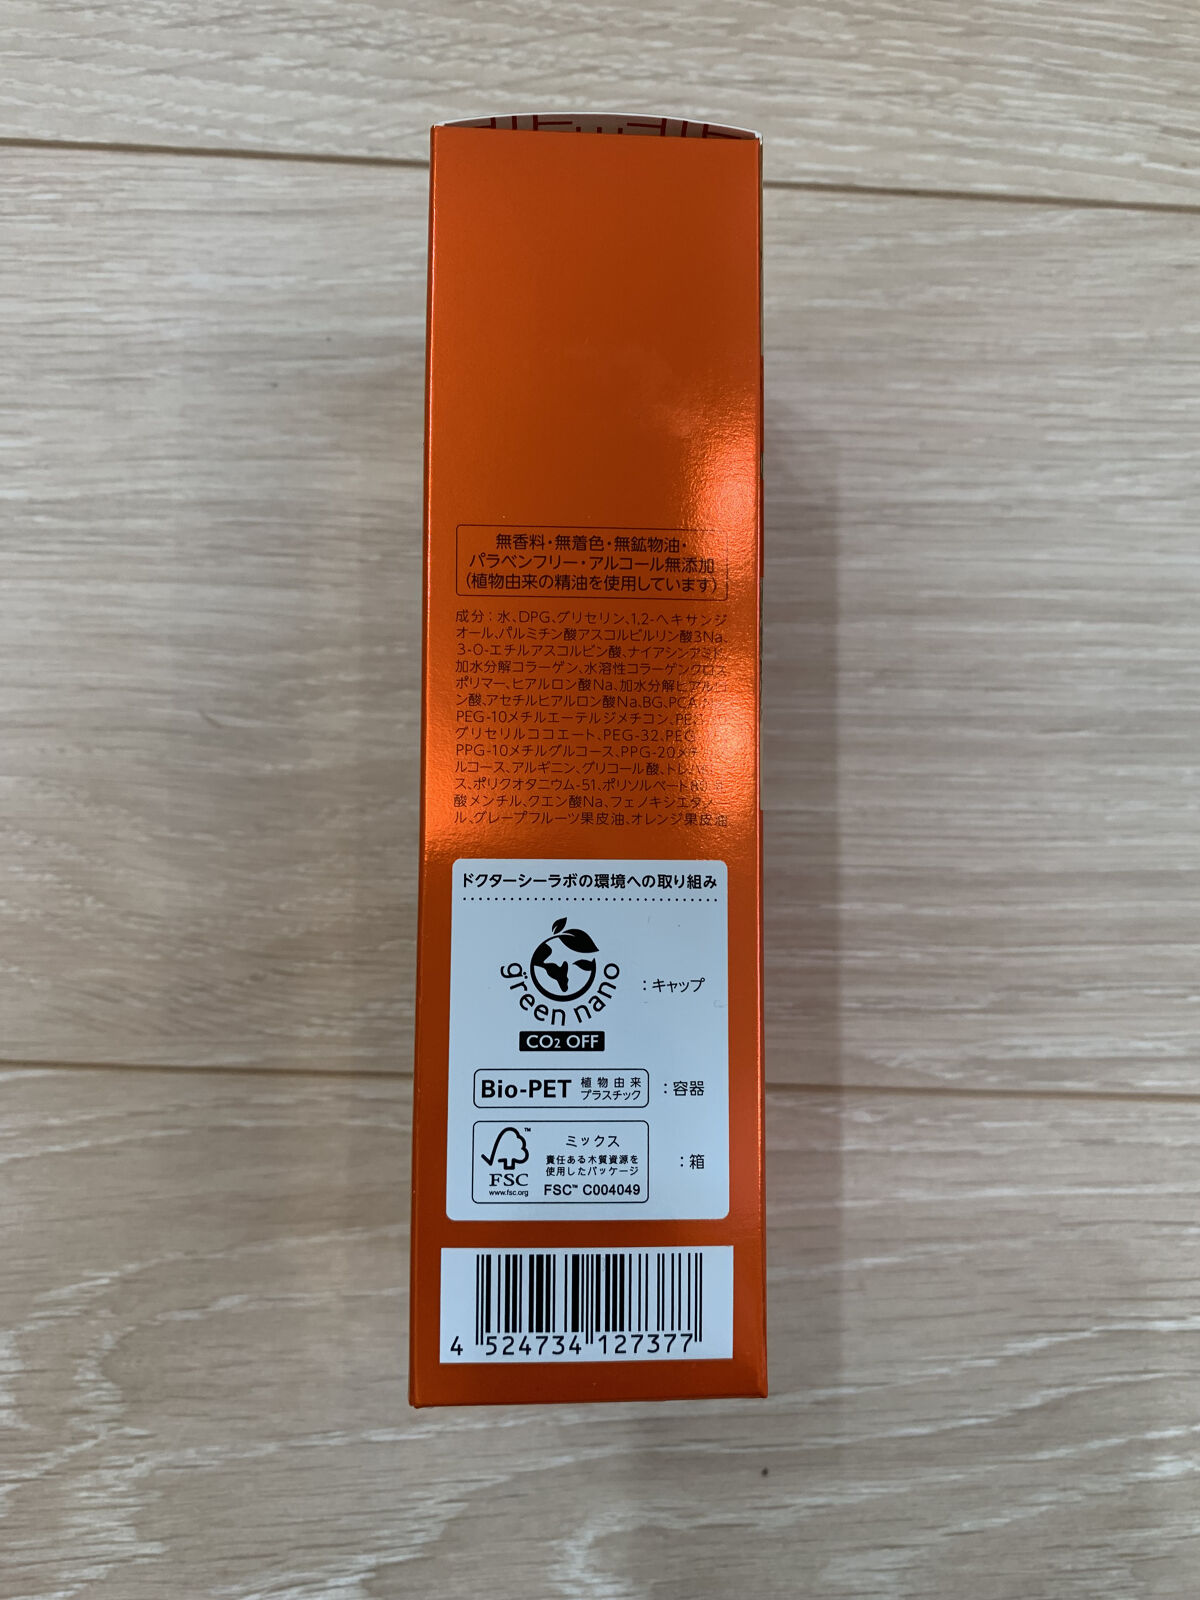 無香料・無着色・無鉱物油・
パラベンフリー・アルコール無添加
(植物由来の精油を使用しています)
成分：水、DPG、グリセリン、1,2-ヘキサンジ
オール、パルミチン酸アスコルビルリン酸3Na、
3-O-エチルアスコルビン酸、ナイアシンアミド、
加水分解コラーゲン、水溶性コラーゲンクロス
ポリマー、ヒアルロン酸Na、加水分解ヒアルロ
ン酸、アセチルヒアルロン酸Na、BG、
PEG-10メチルエーテルジメチコン、
グリセリルココエート、PEG-32、
PPG-10メチルグルコース、PPG-20
ルコース、アルギニン、グリコール酸、
ス、ポリクオタニウム-51、ポリソルベート
酸メンチル、クエン酸Na、フェノキシエタノー
ル、グレープフルーツ果皮油、オレンジ果皮油
ドクターシーラボの環境への取り組み
green nano
：キャップ
CO2 OFF
Bio-PET 植物由来
プラスチック
：容器
ミックス
責任ある木質資源を
使用したパッケージ
FSC™ C004049
FSC
www.fsc.org
：箱
4 524734 127377